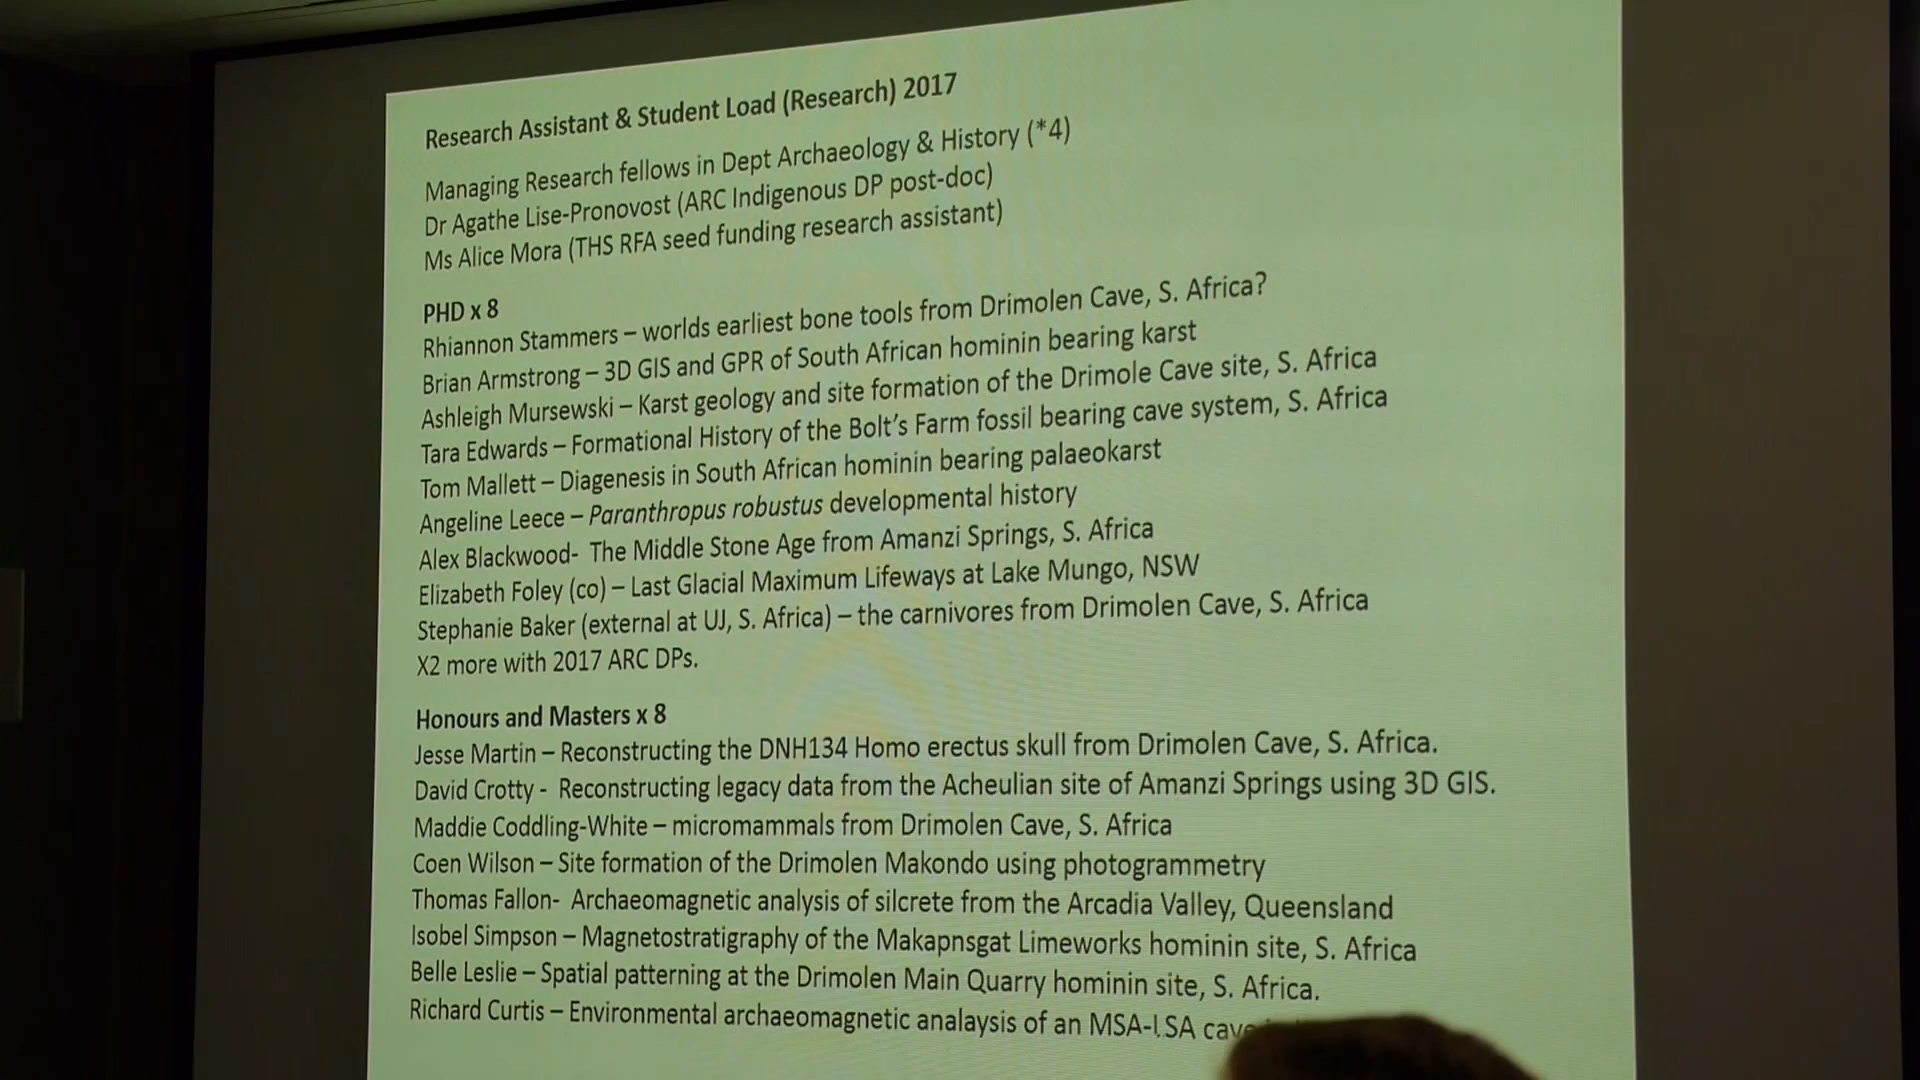 Research Assistant & Student Load (Research) 2017
Managing Research fellows in Dept Archaeology & History (*4)
Dr Agathe Lise-Pronovost (ARC Indigenous DP post-doc)
Ms Alice Mora (THS RFA seed funding research assistant)
PHD x 8
Rhiannon Stammers – worlds earliest bone tools from Drimolen Cave, S. Africa?
Brian Armstrong – 3D GIS and GPR of South African hominin bearing karst
Ashleigh Mursewski – Karst geology and site formation of the Drimole Cave site, S. Africa
Tara Edwards – Formational History of the Bolt's Farm fossil bearing cave system, S. Africa
Tom Mallett – Diagenesis in South African hominin bearing palaeokarst
Angeline Leece – Paranthropus robustus developmental history
Alex Blackwood- The Middle Stone Age from Amanzi Springs, S. Africa
Elizabeth Foley (co) – Last Glacial Maximum Lifeways at Lake Mungo, NSW
Stephanie Baker (external at UJ, S. Africa) – the carnivores from Drimolen Cave, S. Africa
X2 more with 2017 ARC DPs.
Honours and Masters x 8
Jesse Martin – Reconstructing the DNH134 Homo erectus skull from Drimolen Cave, S. Africa.
David Crotty - Reconstructing legacy data from the Acheulian site of Amanzi Springs using 3D GIS.
Maddie Coddling-White – micromammals from Drimolen Cave, S. Africa
Coen Wilson – Site formation of the Drimolen Makondo using photogrammetry
Thomas Fallon- Archaeomagnetic analysis of silcrete from the Arcadia Valley, Queensland
Isobel Simpson – Magnetostratigraphy of the Makapnsgat Limeworks hominin site, S. Africa
Belle Leslie – Spatial patterning at the Drimolen Main Quarry hominin site, S. Africa.
Richard Curtis – Environmental archaeomagnetic analaysis of an MSA-LSA cave